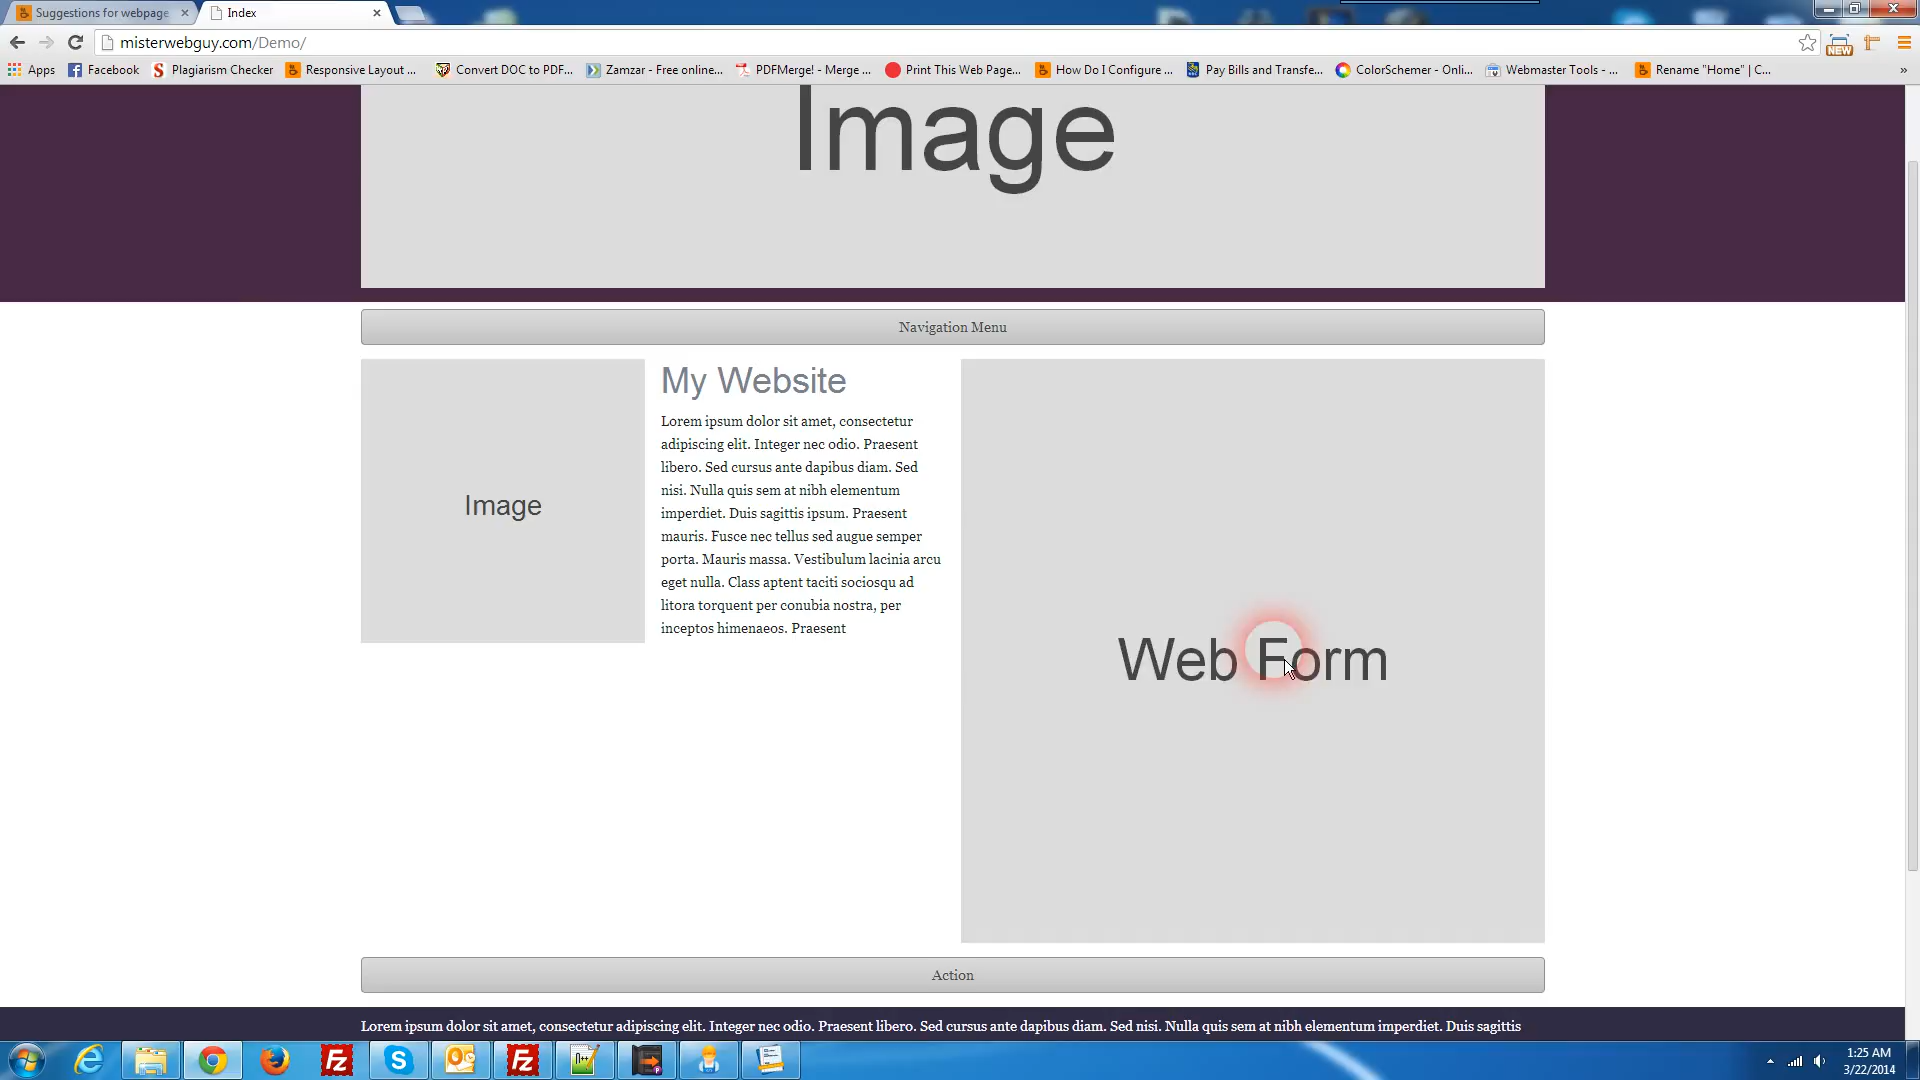 Suggestions for webpage
Index
misterwebguy.com/Demo/
NEW
Apps
Facebook
Plagiarism Checker
Responsive Layout ...
Convert DOC to PDF...
Zamzar - Free online...
PDFMerge! - Merge ...
Print This Web Page...
How Do I Configure ...
Pay Bills and Transfe...
ColorSchemer - Onli...
Webmaster Tools - ...
Rename "Home" | C...
»
Image
Navigation Menu
Image
My Website
Lorem ipsum dolor sit amet, consectetur
adipiscing elit. Integer nec odio. Praesent
libero. Sed cursus ante dapibus diam. Sed
nisi. Nulla quis sem at nibh elementum
imperdiet. Duis sagittis ipsum. Praesent
mauris. Fusce nec tellus sed augue semper
porta. Mauris massa. Vestibulum lacinia arcu
eget nulla. Class aptent taciti sociosqu ad
litora torquent per conubia nostra, per
inceptos himenaeos. Praesent
Web Form
Action
Lorem ipsum dolor sit amet, consectetur adipiscing elit. Integer nec odio. Praesent libero. Sed cursus ante dapibus diam. Sed nisi. Nulla quis sem at nibh elementum imperdiet. Duis sagittis
1:25 AM
3/22/2014